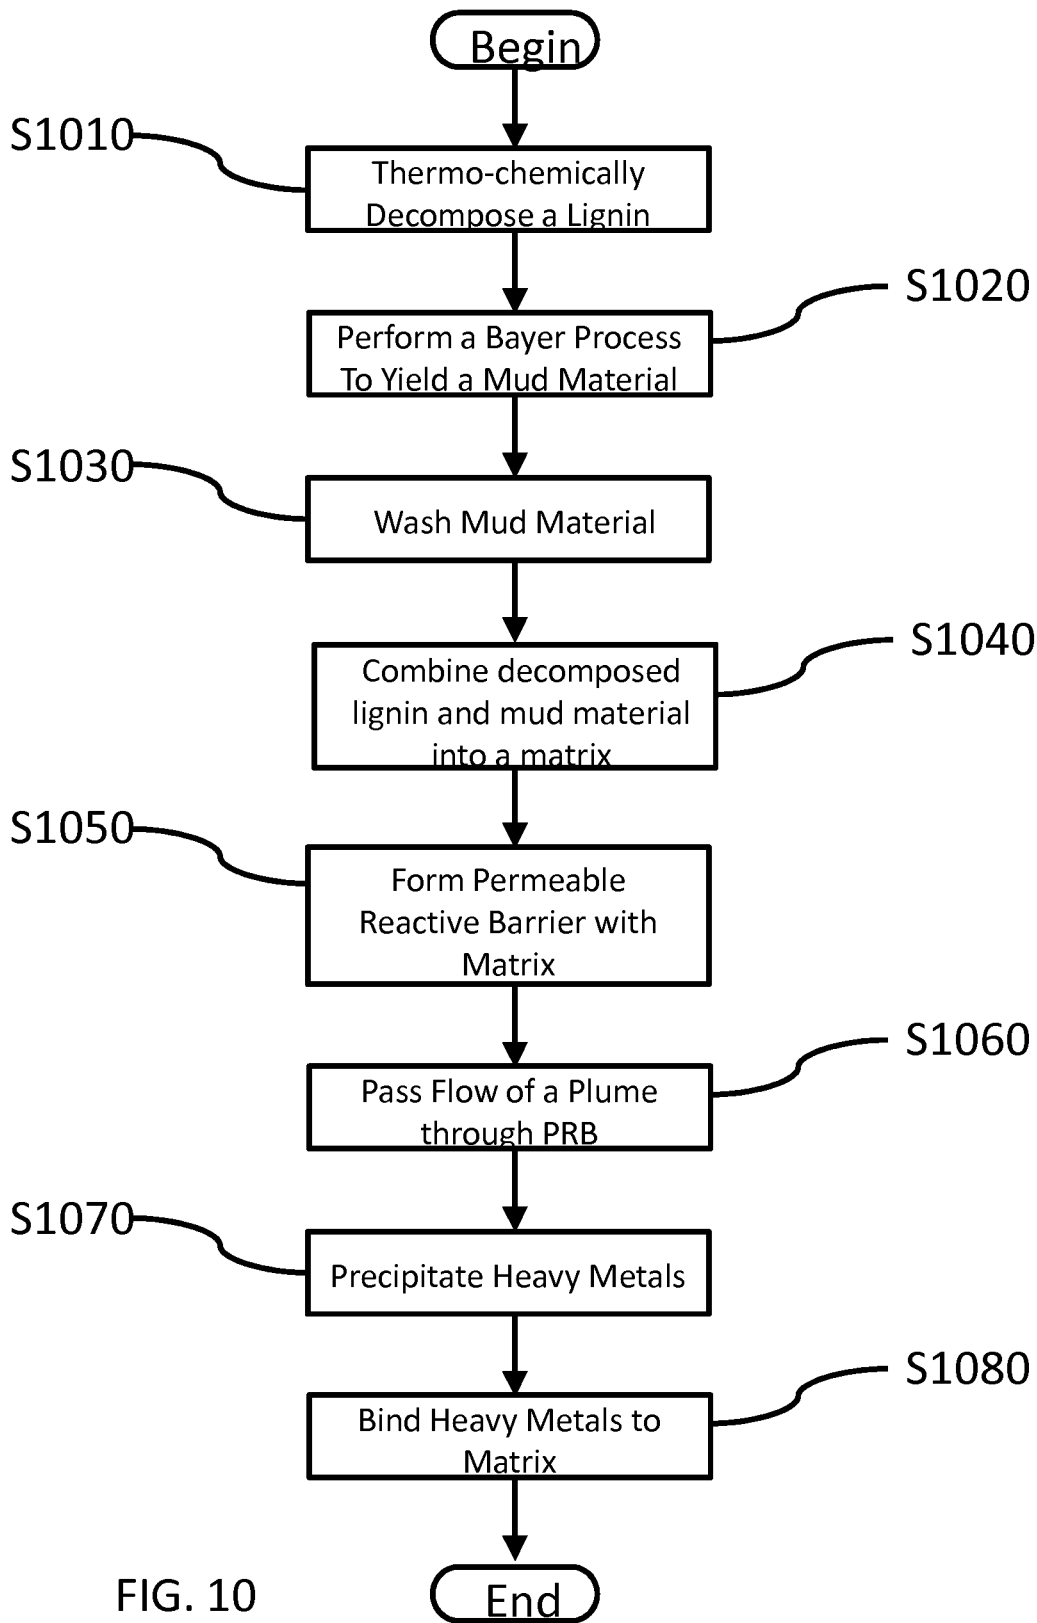 Begin
S1010
Thermo-chemically
Decompose a Lignin
S1020
Perform a Bayer Process
To Yield a Mud Material
S1030
Wash Mud Material
S1040
Combine decomposed
lignin and mud material
into a matrix
S1050
Form Permeable
Reactive Barrier with
Matrix
S1060
Pass Flow of a Plume
through PRB
S1070
Precipitate Heavy Metals
S1080
Bind Heavy Metals to
Matrix
End
FIG. 10